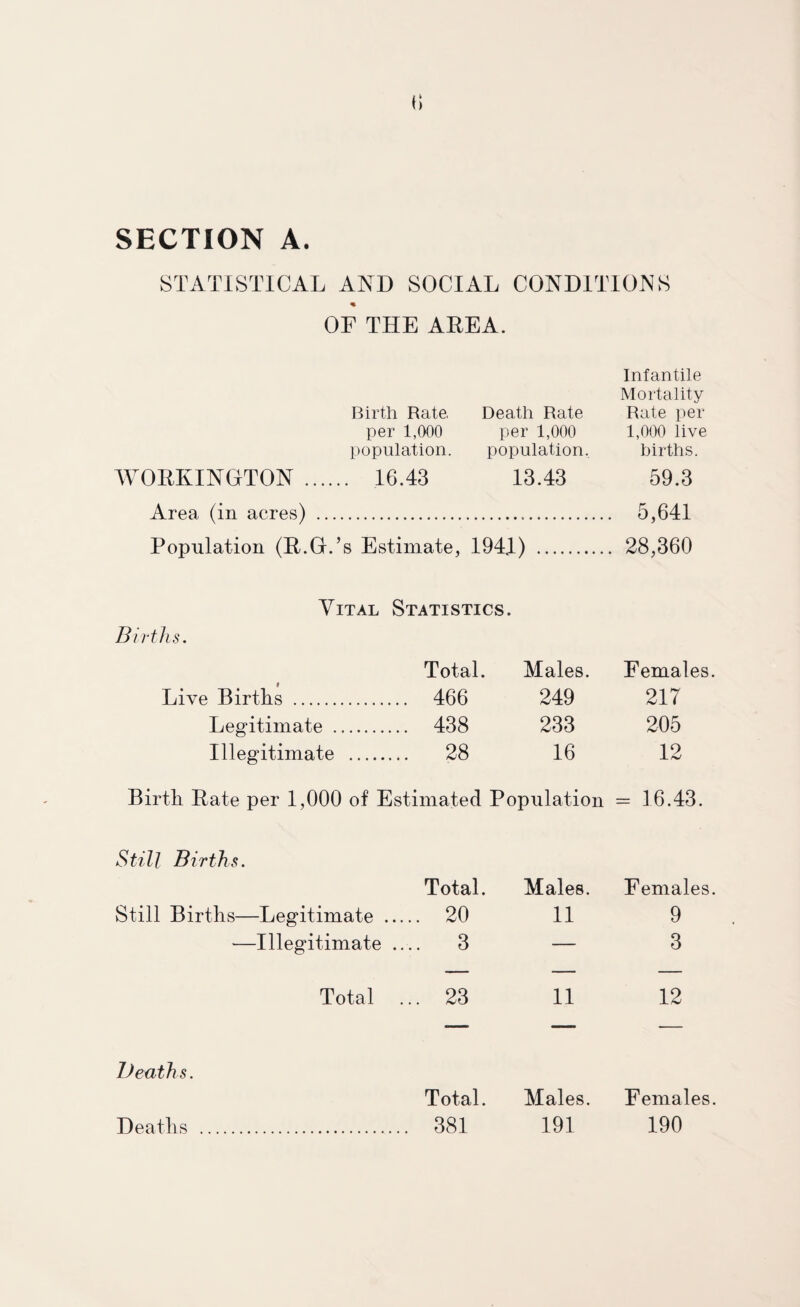 6
SECTION A.
STATISTICAL AND SOCIAL CONDITIONS
OF THE AREA.
Infantile
Mortality
Birth Rate Death Rate Rate per
per 1,000 per 1,000 1,000 live
population. population. births.
WORKINGTON ...... 16.43 13.43 59.3
Area (in acres) ............................................. 5,641
Population (R.G.'s Estimate, 1941) .......... 28,360
Vital Statistics.
Births.
Total. Males. Females.
Live Births ............... 466 249 217
Legitimate .......... 438 233 205
Illegitimate ........ 28 16 12
Birth Rate per 1,000 of Estimated Population = 16.43.
Still Births.
Total. Males. Females.
Still Births—Legitimate ..... 20 11 9
—Illegitimate .... 3 — 3
Total ... 23 11 12
Deaths.
Total. Males. Females.
Deaths ........................... 381 191 190